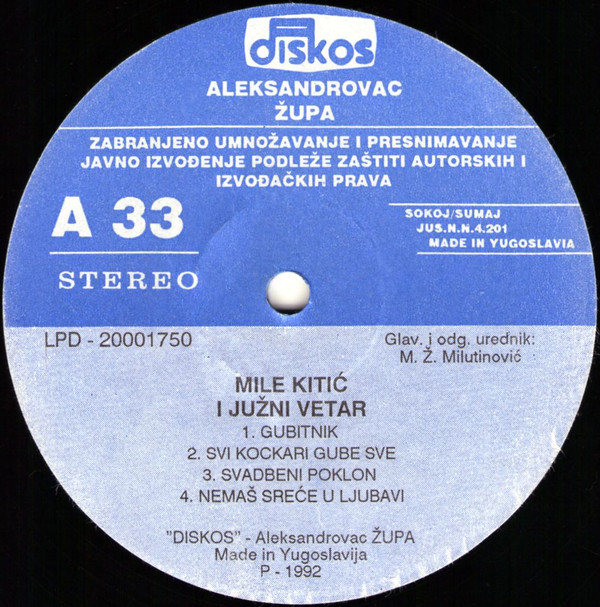 diskos
ALEKSANDROVAC
ŽUPA
ZABRANJENO UMNOŽAVANJE I PRESNIMAVANJE
JAVNO IZVOĐENJE PODLEŽE ZAŠTITI AUTORSKIH I
IZVOĐAČKIH PRAVA
A 33
STEREO
SOKOJ/SUMAJ
JUS.N.N.4.201
MADE IN YUGOSLAVIA
LPD - 20001750
Glav. i odg. urednik:
M. Ž. Milutinović
MILE KITIĆ
I JUŽNI VETAR
1. GUBITNIK
2. SVI KOCKARI GUBE SVE
3. SVADBENI POKLON
4. NEMAŠ SREĆE U LJUBAVI
"DISKOS" - Aleksandrovac ŽUPA
Made in Yugoslavija
P - 1992